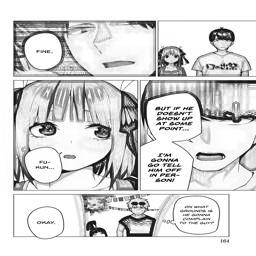 FINE.
BUT IF HE
DOESN'T
SHOW UP
AT SOME
POINT...
I'M
GONNA
GO TELL
HIM OFF
IN PER-
SON!
FU-
KUN...
OKAY.
ON WHAT
GROUNDS IS
HE GONNA
COMPLAIN
TO THE GUY?
164